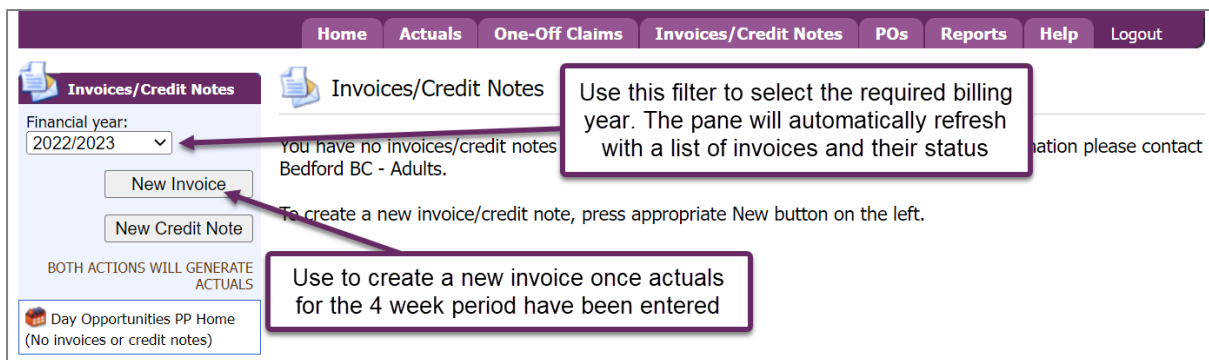 Home Actuals One-Off Claims Invoices/Credit Notes POs Reports Help Logout
Invoices/Credit Notes
Financial year:
2022/2023
New Invoice
New Credit Note
BOTH ACTIONS WILL GENERATE
ACTUALS
Day Opportunities PP Home
(No invoices or credit notes)
Invoices/Credit Notes
Use this filter to select the required billing
year. The pane will automatically refresh
with a list of invoices and their status
You have no invoices/credit notes please contact
Bedford BC - Adults.
To create a new invoice/credit note, press appropriate New button on the left.
Use to create a new invoice once actuals
for the 4 week period have been entered